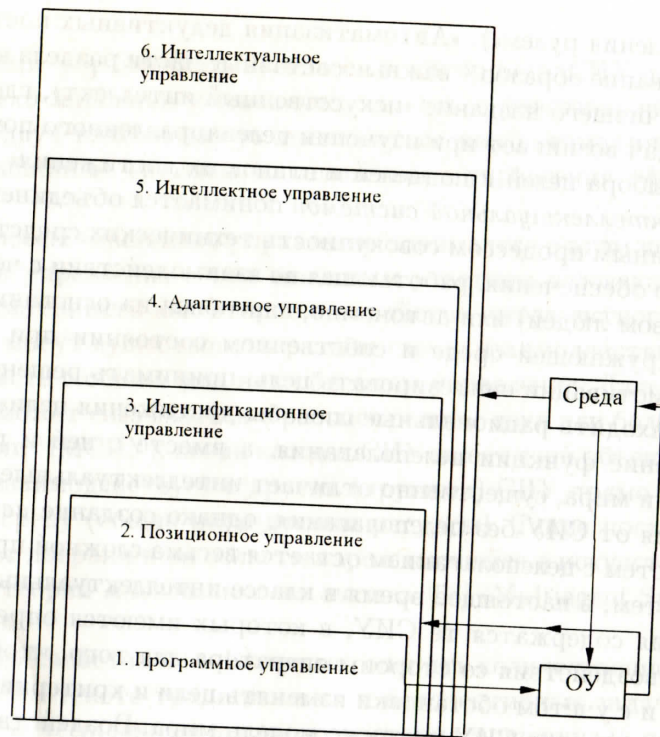 6. Интеллектуальное
управление
5. Интеллектное управление
4. Адаптивное управление
Среда
3. Идентификационное
управление
2. Позиционное управление
1. Программное управление
ОУ